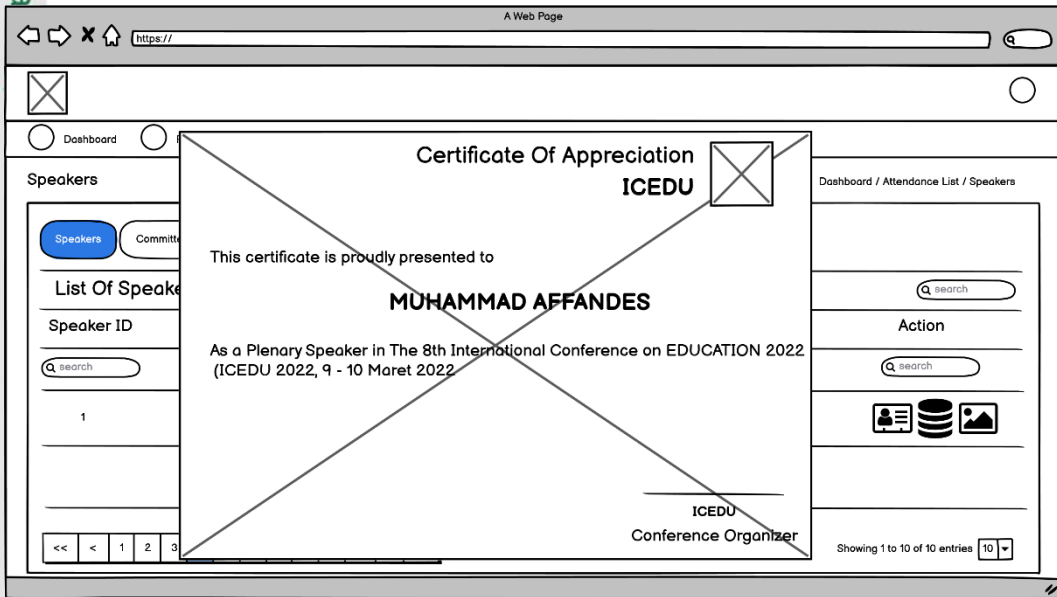 A Web Page
https://
Dashboard
Speakers
Dashboard / Attendance List / Speakers
Speakers
List Of
search
Speaker ID
Action
search
search
1
Certificate Of Appreciation
ICEDU
This certificate is proudly presented to
MUHAMMAD AFFANDES
As a Plenary Speaker in The 8th International Conference on EDUCATION 2022
(ICEDU 2022, 9 - 10 Maret 2022
ICEDU
Conference Organizer
<< < 1 2 3
Showing 1 to 10 of 10 entries 10